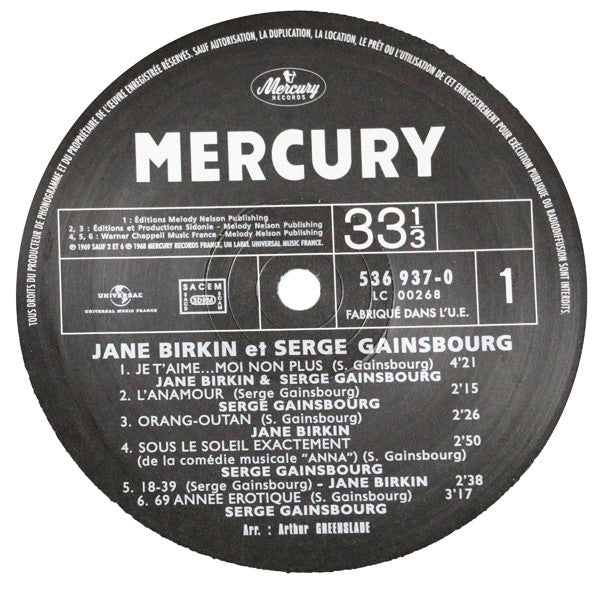 TOUS DROITS DU PRODUCTEUR DE PHONOGRAMME ET DU PROPRIÉTAIRE DE L'ŒUVRE ENREGISTRÉE RÉSERVÉS. SAUF AUTORISATION, LA DUPLICATION, LA LOCATION, LE PRÊT OU L'UTILISATION DE CET ENREGISTREMENT POUR EXÉCUTION PUBLIQUE OU RADIODIFFUSION SONT INTERDITS.
Mercury
RECORDS
MERCURY
1 : Éditions Melody Nelson Publishing
2, 3 : Éditions et Productions Sidonie - Melody Nelson Publishing
4, 5, 6 : Warner Chappell Music France - Melody Nelson Publishing
℗ 1969 SAUF 2 ET 6 ℗ 1968 MERCURY RECORDS FRANCE, UN LABEL UNIVERSAL MUSIC FRANCE.
33 1/3
UNIVERSAL
UNIVERSAL MUSIC FRANCE
SACEM
SACD SDRM SCAM
SGDL
536 937-0
LC 00268
FABRIQUÉ DANS L'U.E.
1
JANE BIRKIN et SERGE GAINSBOURG
1. JE T'AIME...MOI NON PLUS (S. Gainsbourg) 4'21
JANE BIRKIN & SERGE GAINSBOURG
2. L'ANAMOUR (Serge Gainsbourg) 2'15
SERGE GAINSBOURG
3. ORANG-OUTAN (S. Gainsbourg) 2'26
JANE BIRKIN
4. SOUS LE SOLEIL EXACTEMENT 2'50
(de la comédie musicale "ANNA") (S. Gainsbourg)
SERGE GAINSBOURG
5. 18-39 (Serge Gainsbourg) - JANE BIRKIN 2'38
6. 69 ANNÉE EROTIQUE (S. Gainsbourg) 3'17
SERGE GAINSBOURG
Arr. : Arthur GREENSLADE